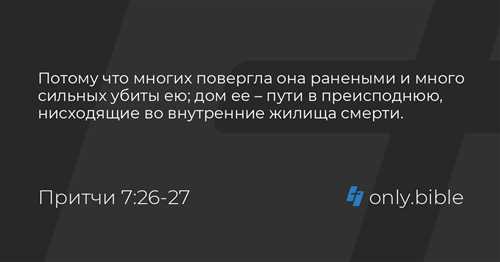 Потому что многих повергла она ранеными и много
сильных убиты ею; дом ее – пути в преисподнюю,
нисходящие во внутренние жилища смерти.
Притчи 7:26-27
only.bible